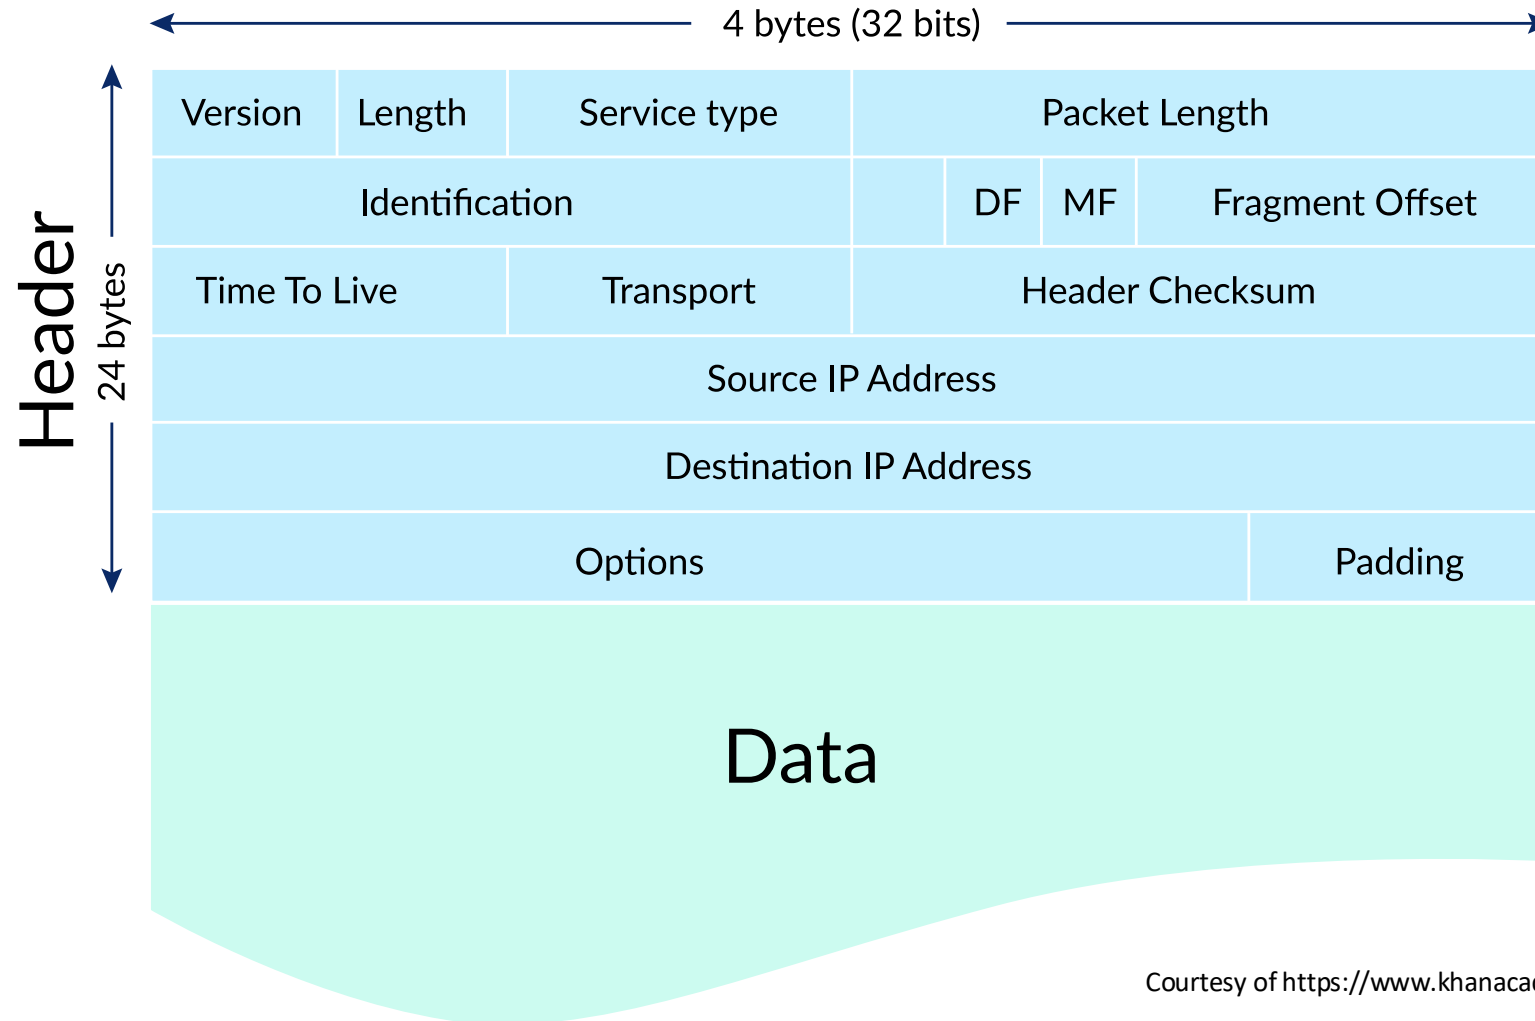 4 bytes (32 bits)
Header
24 bytes
Version Length Service type Packet Length
Identification DF MF Fragment Offset
Time To Live Transport Header Checksum
Source IP Address
Destination IP Address
Options Padding
Data
Courtesy of https://www.khanacad